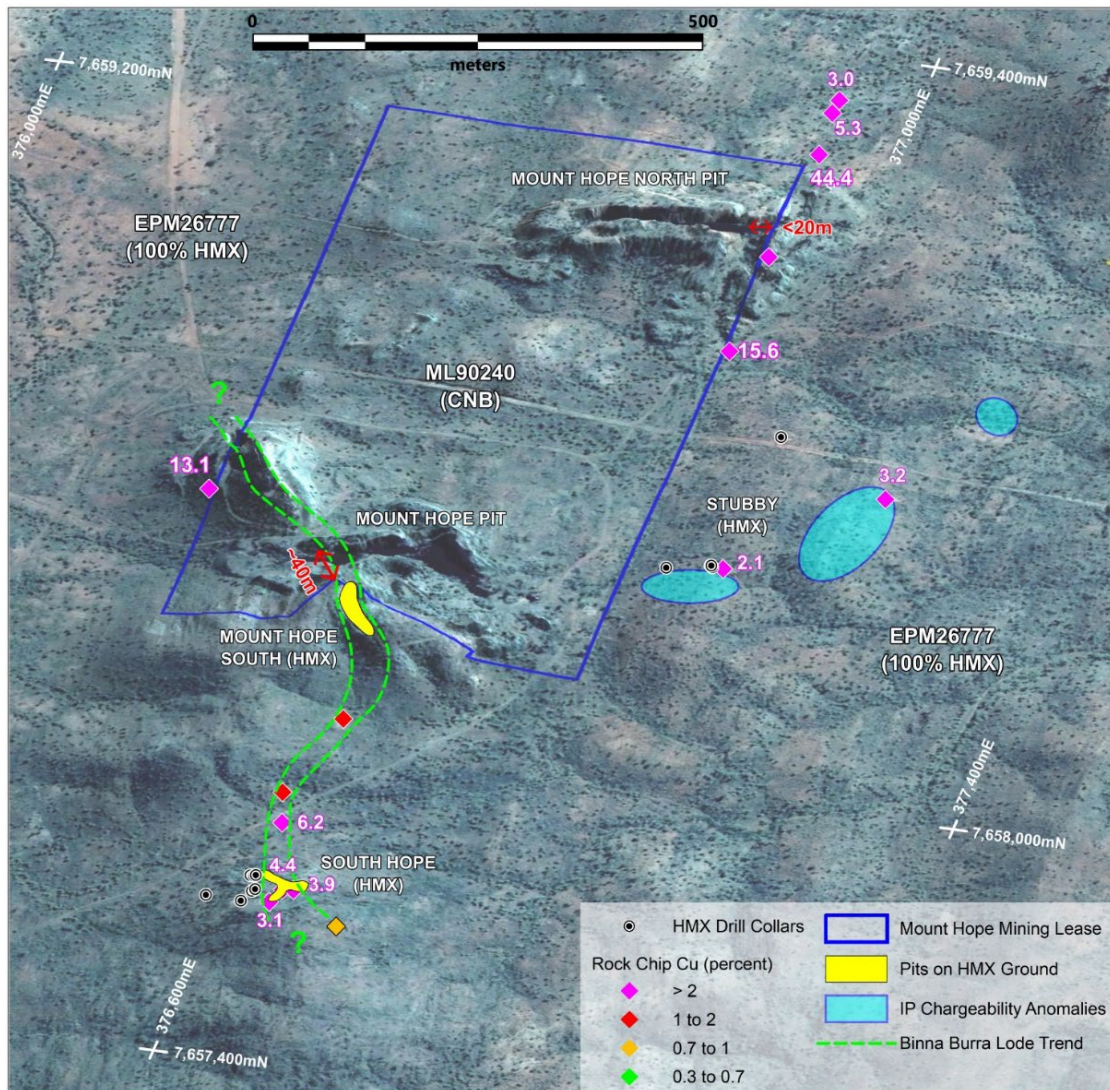 0
500
meters
7,659,200mN
376,000mE
7,659,400mN
377,000mE
3.0
5.3
44.4
MOUNT HOPE NORTH PIT
<20m
EPM26777
(100% HMX)
15.6
ML90240
(CNB)
?
13.1
3.2
STUBBY
(HMX)
MOUNT HOPE PIT
~40m
2.1
MOUNT HOPE
SOUTH (HMX)
EPM26777
(100% HMX)
377,400mE
7,658,000mN
6.2
SOUTH HOPE
(HMX)
4.4
3.9
3.1
?
376,600mE
7,657,400mN
HMX Drill Collars
Rock Chip Cu (percent)
> 2
1 to 2
0.7 to 1
0.3 to 0.7
Mount Hope Mining Lease
Pits on HMX Ground
IP Chargeability Anomalies
Binna Burra Lode Trend